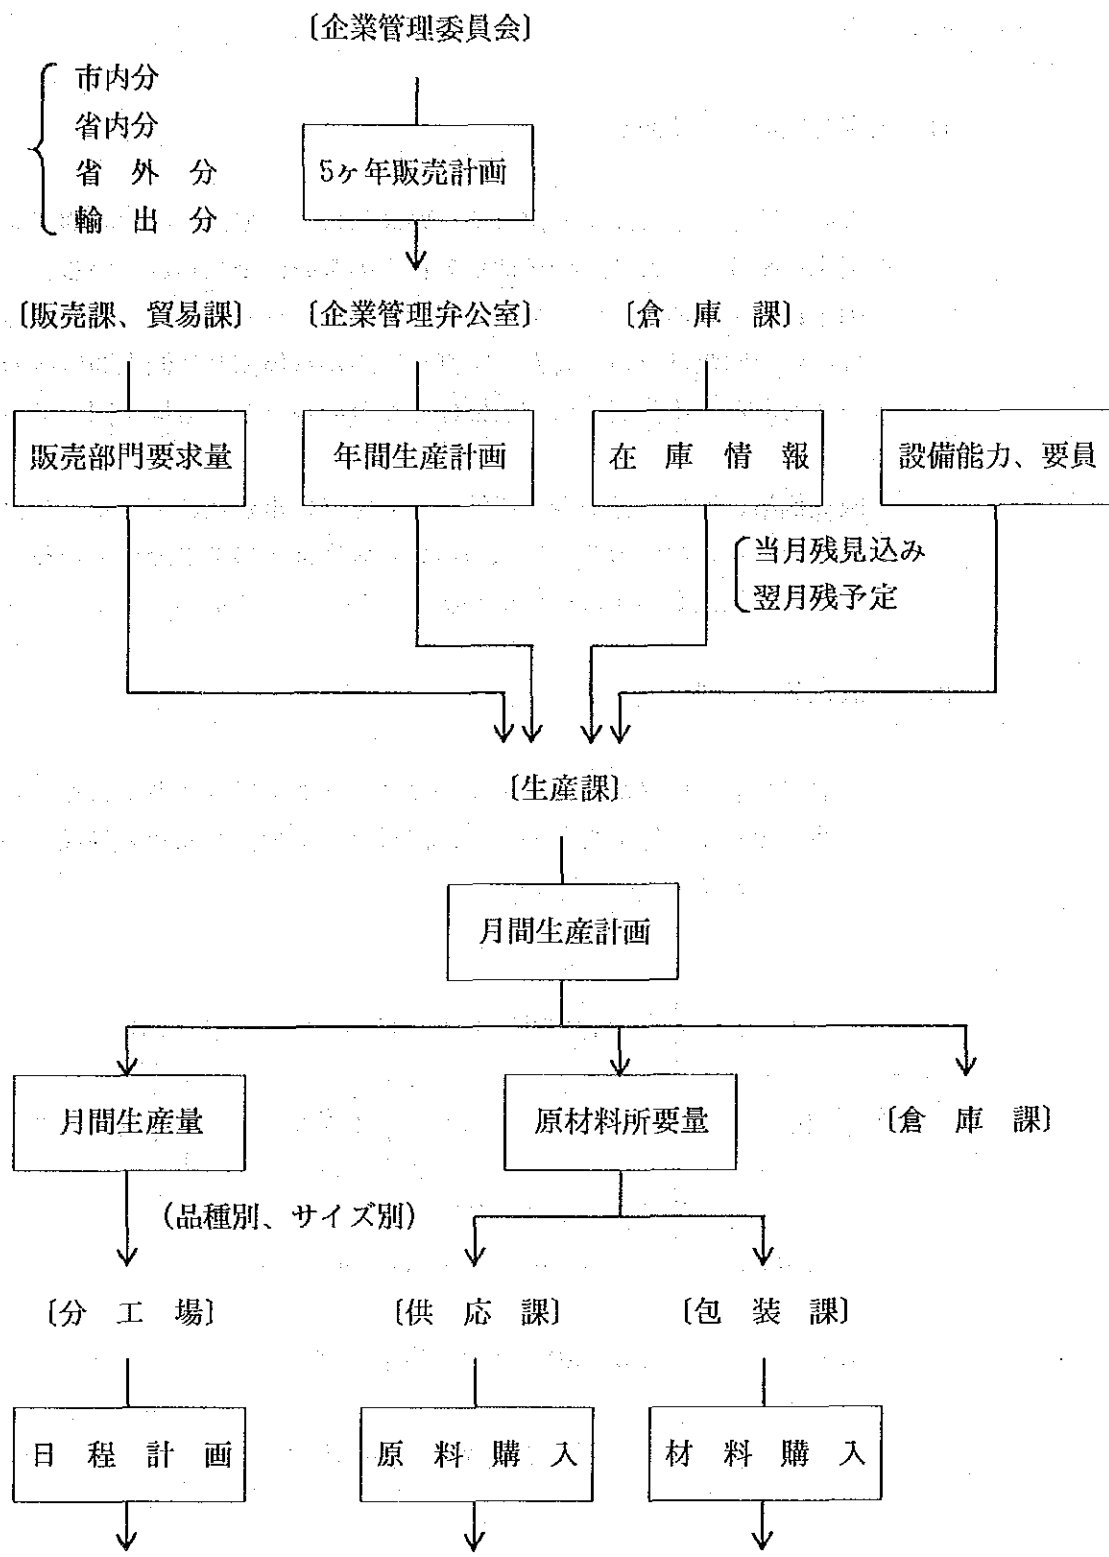 〔企業管理委員会〕
市内分
省内分
省 外 分
輸 出 分
5ヶ年販売計画
〔販売課、貿易課〕
〔企業管理弁公室〕
〔倉 庫 課〕
販売部門要求量
年間生産計画
在 庫 情 報
設備能力、要員
当月残見込み
翌月残予定
〔生産課〕
月間生産計画
月間生産量
原材料所要量
〔倉 庫 課〕
(品種別、サイズ別)
〔分 工 場〕
〔供 応 課〕
〔包 装 課〕
日 程 計 画
原 料 購 入
材 料 購 入